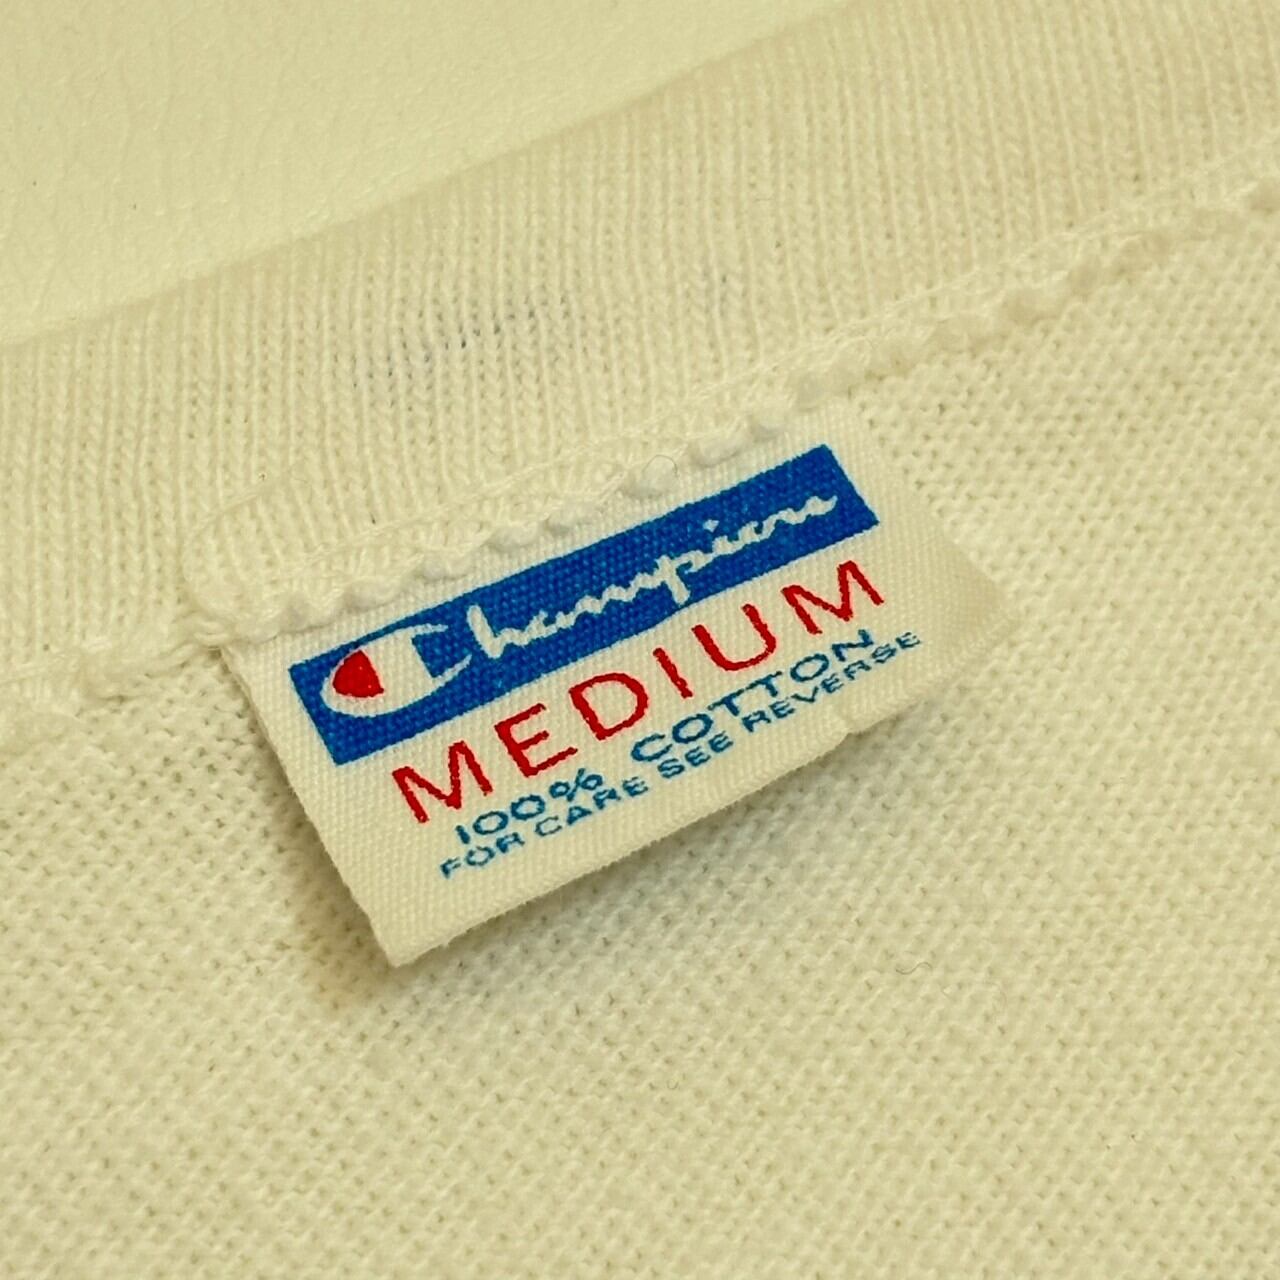 Champion
MEDIUM
100% COTTON
FOR CARE SEE REVERSE